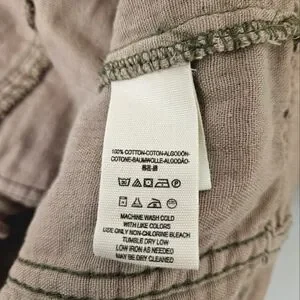 100% COTTON-COTON-ALGODÓN-
COTONE-BAUMWOLLE-ALGODÃO-
MACHINE WASH COLD
WITH LIKE COLORS
USE ONLY NON-CHLORINE BLEACH
TUMBLE DRY LOW
LOW IRON AS NEEDED
MAY BE DRY CLEANED